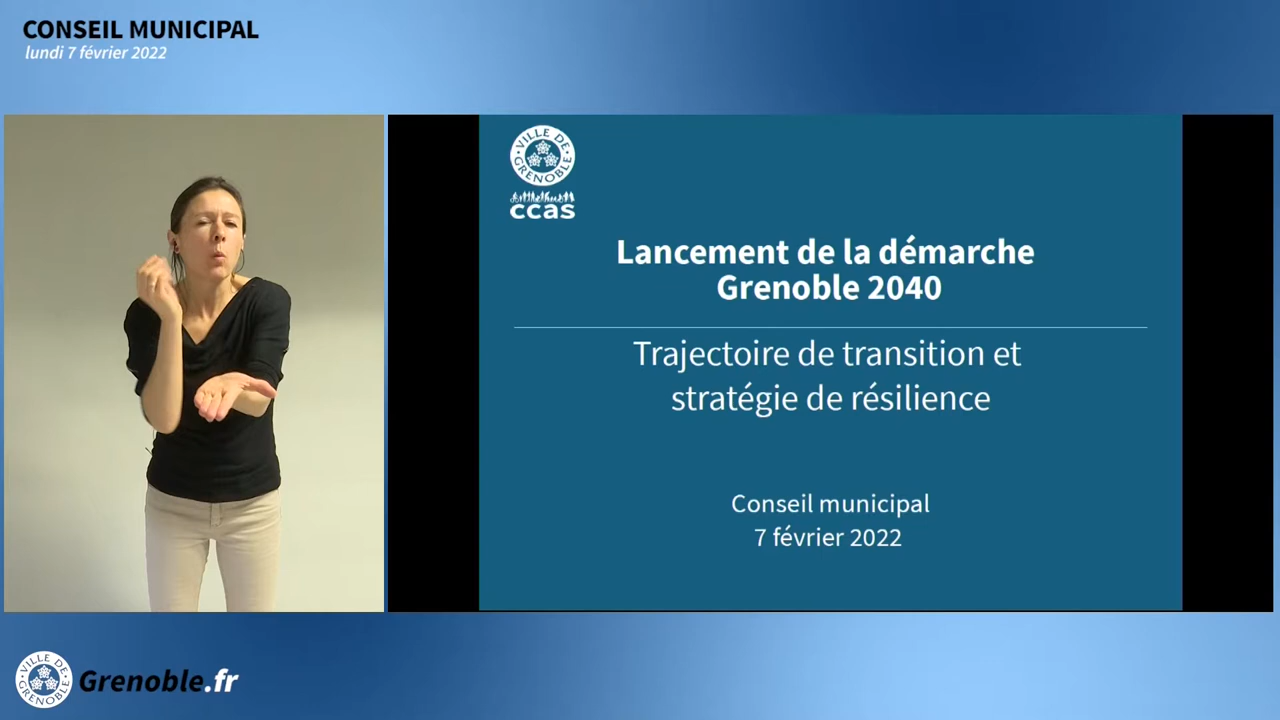 CONSEIL MUNICIPAL
lundi 7 février 2022
VILLE DE
GRENOBLE
ccas
Lancement de la démarche
Grenoble 2040
Trajectoire de transition et
stratégie de résilience
Conseil municipal
7 février 2022
VILLE DE
GRENOBLE
Grenoble.fr